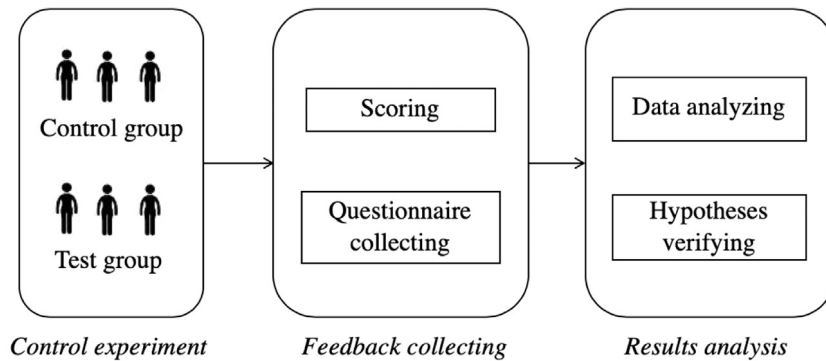 Control group
Test group
Control experiment
Scoring
Questionnaire
collecting
Feedback collecting
Data analyzing
Hypotheses
verifying
Results analysis